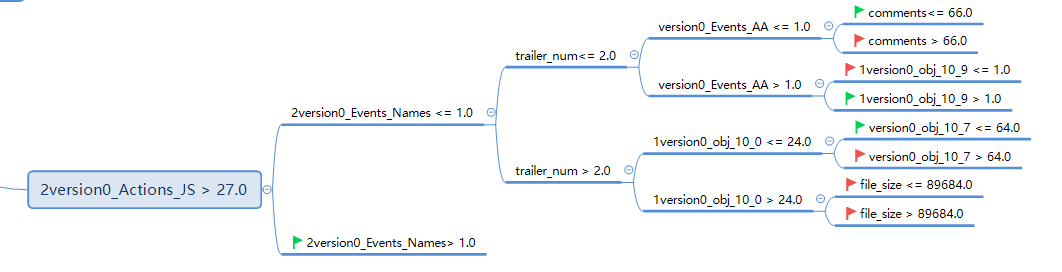 2version0_Actions_JS > 27.0
2version0_Events_Names <= 1.0
trailer_num<= 2.0
version0_Events_AA <= 1.0
comments<= 66.0
comments > 66.0
version0_Events_AA > 1.0
1version0_obj_10_9 <= 1.0
1version0_obj_10_9 > 1.0
trailer_num > 2.0
1version0_obj_10_0 <= 24.0
version0_obj_10_7 <= 64.0
version0_obj_10_7 > 64.0
1version0_obj_10_0 > 24.0
file_size <= 89684.0
file_size > 89684.0
2version0_Events_Names> 1.0